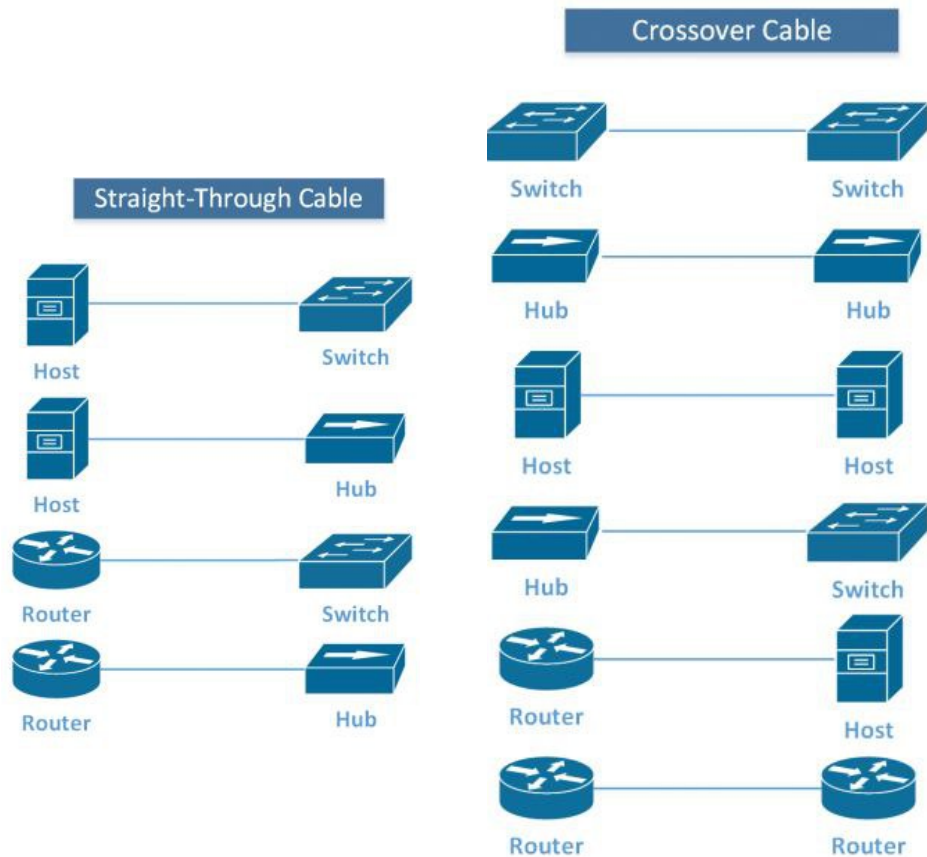 Straight-Through Cable
Host
Switch
Host
Hub
Router
Switch
Router
Hub
Crossover Cable
Switch
Switch
Hub
Hub
Host
Host
Hub
Switch
Router
Host
Router
Router